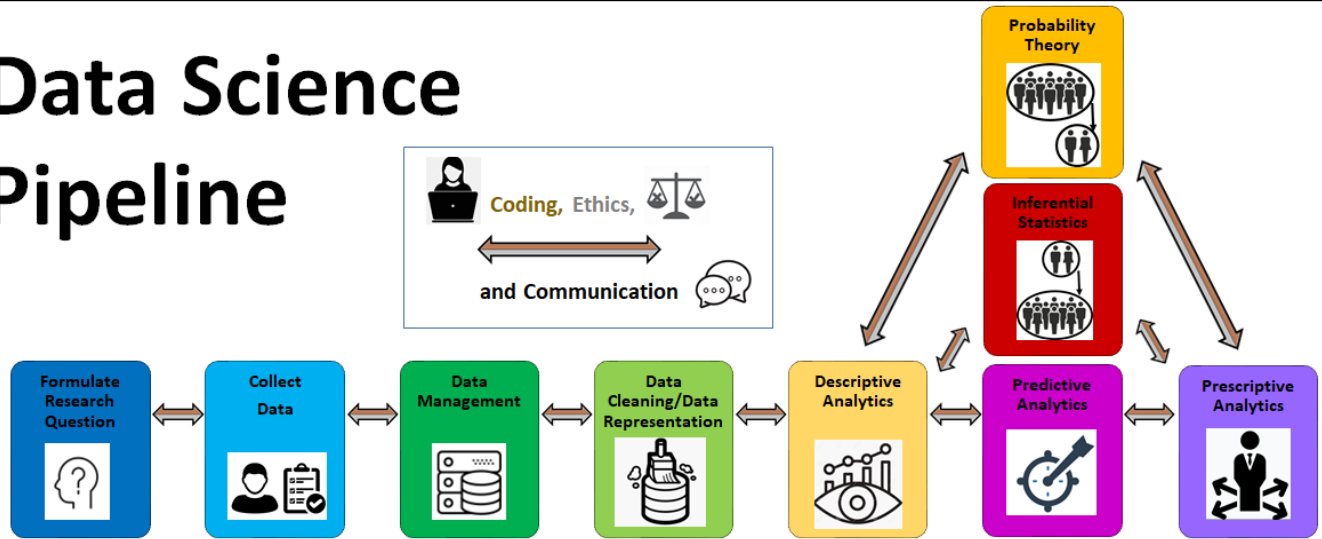 Data Science
Pipeline
Coding, Ethics,
and Communication
Probability
Theory
Inferential
Statistics
Formulate
Research
Question
Collect
Data
Data
Management
Data
Cleaning/Data
Representation
Descriptive
Analytics
Predictive
Analytics
Prescriptive
Analytics